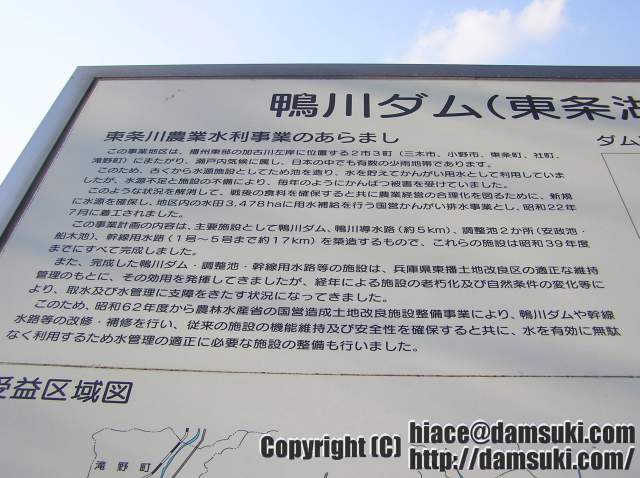 鴨川ダム(東条湖
東条川農業水利事業のあらまし
この事業地区は、播州東部の加古川左岸に位置する2市3町(三木市、小野市、東条町、社町、
滝野町)にまたがり、瀬戸内気候に属し、日本の中でも有数の少雨地帯であります。
このため、古くから水源施設としてため池を造り、水を貯えてかんがい用水として利用していま
したが、水源不足と施設の不備により、毎年のようにかんばつ被害を受けていました。
このような状況を解消して、戦後の食料を確保すると共に農業経営の合理化を図るために、新規
に水源を確保し、地区内の水田3,478haに用水補給を行う国営かんがい排水事業とし、昭和22年
7月に着工されました。
この事業計画の内容は、主要施設として鴨川ダム、鴨川導水路(約5km)、調整池2か所(安政池・
船木池)、幹線用水路(1号～5号まで約17km)を築造するもので、これらの施設は昭和39年度
までにすべて完成しました。
また、完成した鴨川ダム・調整池・幹線用水路等の施設は、兵庫県東播土地改良区の適正な維持
管理のもとに、その効用を発揮してきましたが、経年による施設の老朽化及び自然条件の変化等に
より、取水及び水管理に支障をきたす状況になってきました。
このため、昭和62年度から農林水産省の国営造成土地改良施設整備事業により、鴨川ダムや幹線
水路等の改修・補修を行い、従来の施設の機能維持及び安全性を確保すると共に、水を有効に無駄
なく利用するため水管理の適正に必要な施設の整備も行いました。
ダム
受益区域図
滝野町
Copyright (C) hiace@damsuki.com
http://damsuki.com/